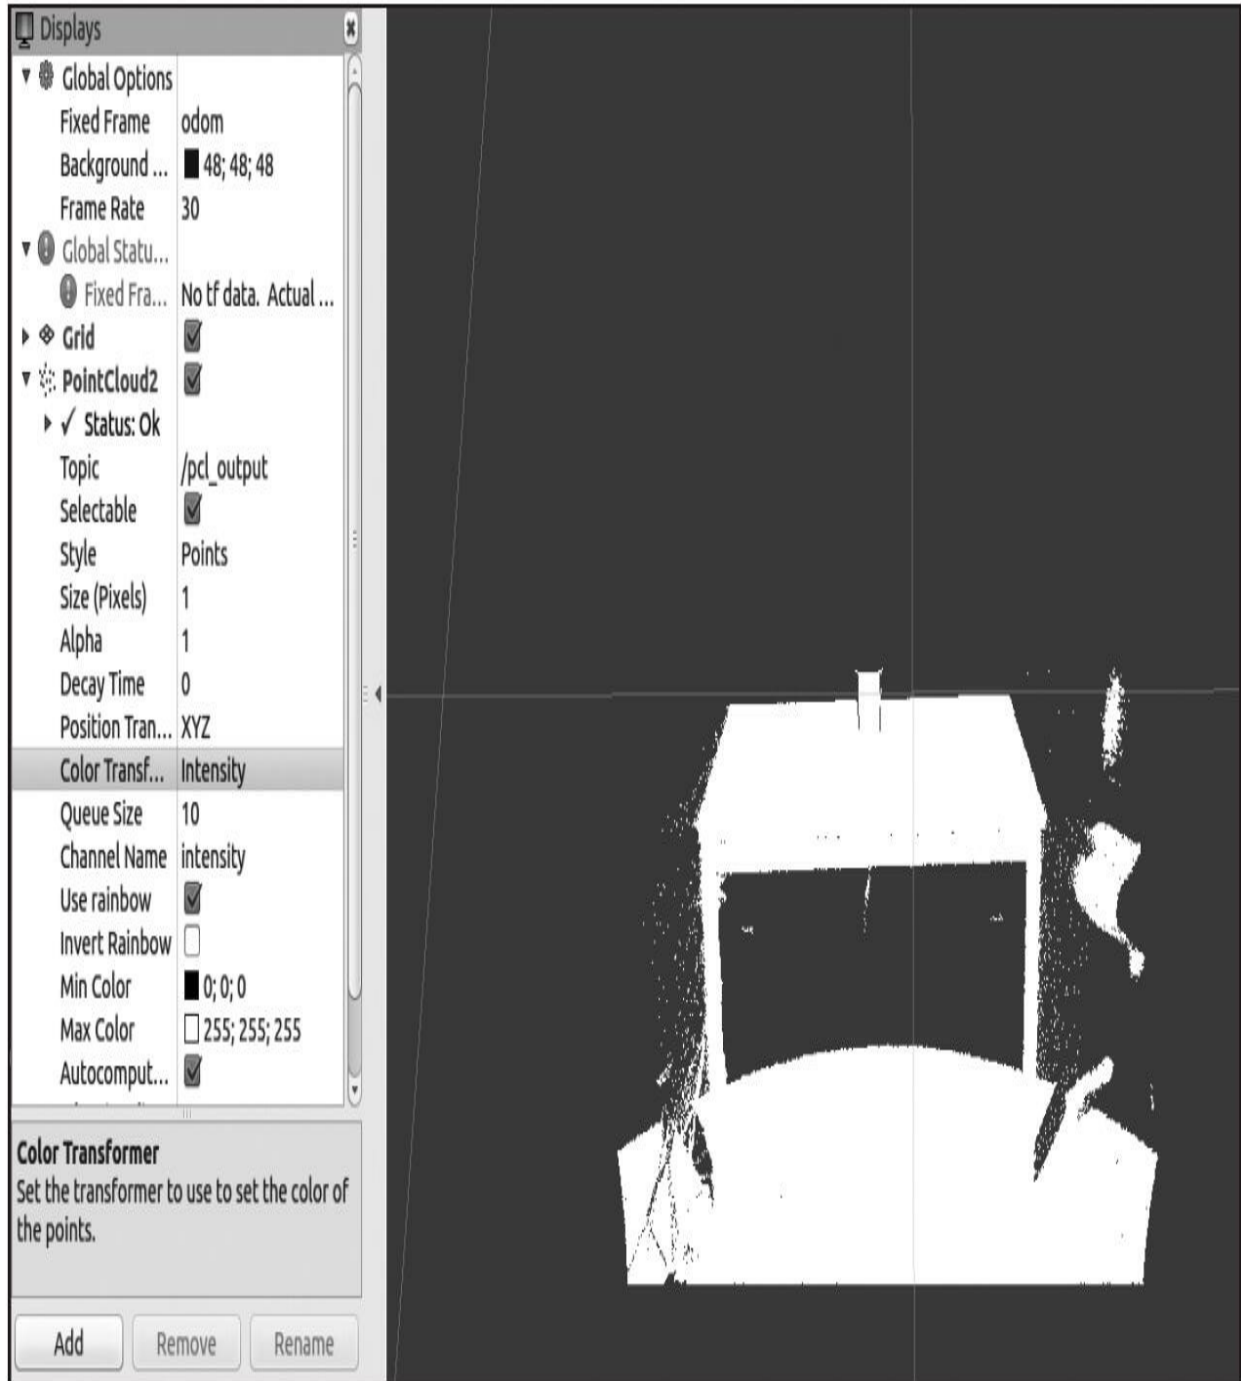 Displays
Global Options
Fixed Frame odom
Background ... 48; 48; 48
Frame Rate 30
Global Statu...
Fixed Fra... No tf data. Actual ...
Grid
PointCloud2
Status: Ok
Topic /pcl_output
Selectable
Style Points
Size (Pixels) 1
Alpha 1
Decay Time 0
Position Tran... XYZ
Color Transf... Intensity
Queue Size 10
Channel Name intensity
Use rainbow
Invert Rainbow
Min Color 0; 0; 0
Max Color 255; 255; 255
Autocomput...
Color Transformer
Set the transformer to use to set the color of
the points.
Add Remove Rename